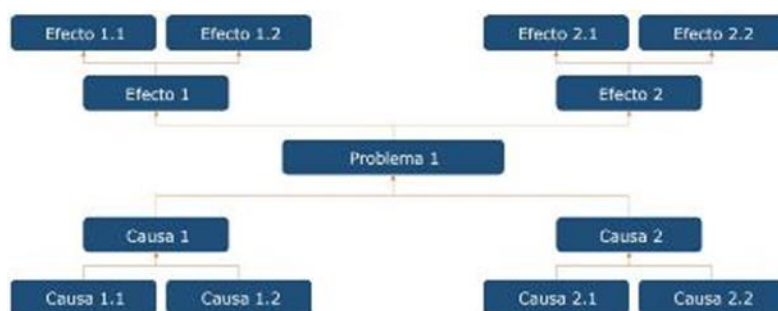 Efecto 1.1
Efecto 1.2
Efecto 2.1
Efecto 2.2
Efecto 1
Efecto 2
Problema 1
Causa 1
Causa 2
Causa 1.1
Causa 1.2
Causa 2.1
Causa 2.2